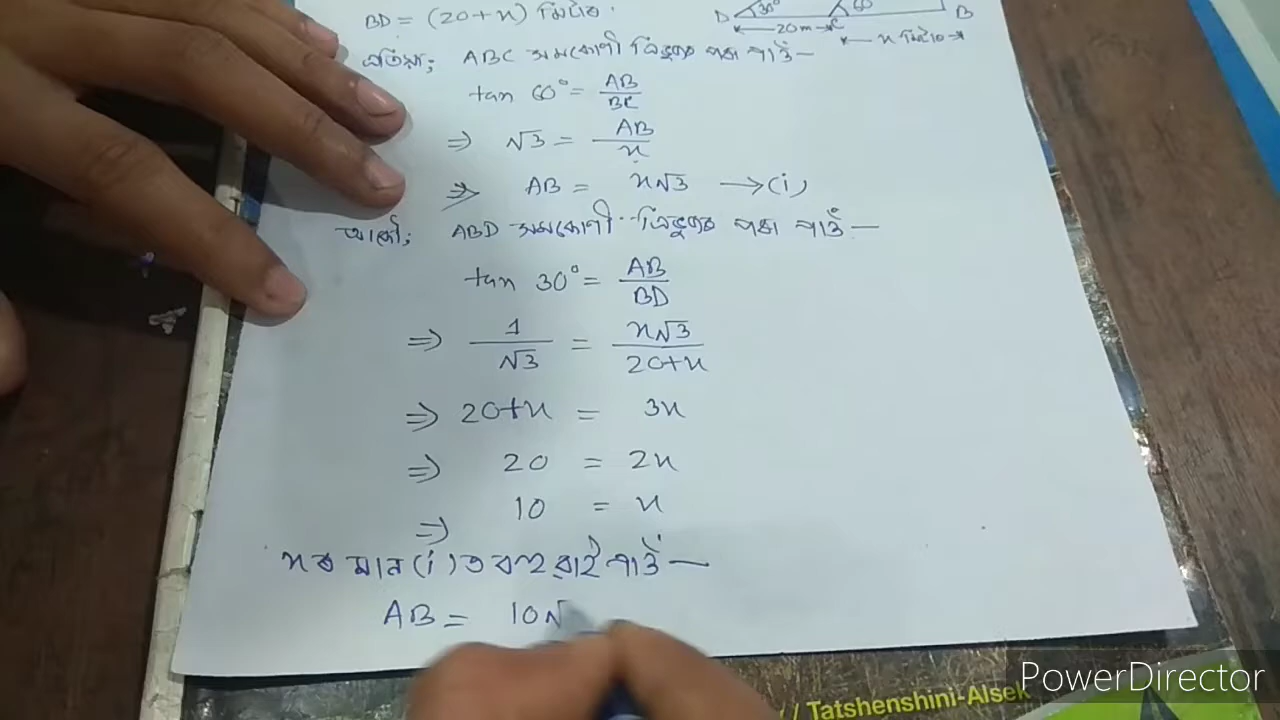 BD = (20+x) মিটাৰ.
D 30° 60 B
20m C
x মিটাৰ
ABC সমকোণী ত্ৰিভুজৰ পৰা পাওঁ —
tan 60° = AB/BC
⇒ √3 = AB/x
⇒ AB = x√3 → (i)
আকৌ, ABD সমকোণী ত্ৰিভুজৰ পৰা পাওঁ —
tan 30° = AB/BD
⇒ 1/√3 = x√3/20+x
⇒ 20+x = 3x
⇒ 20 = 2x
⇒ 10 = x
xৰ মান (i) ত বহুৱাই পাওঁ —
AB = 10√
PowerDirector
// Tatshenshini-Alsek